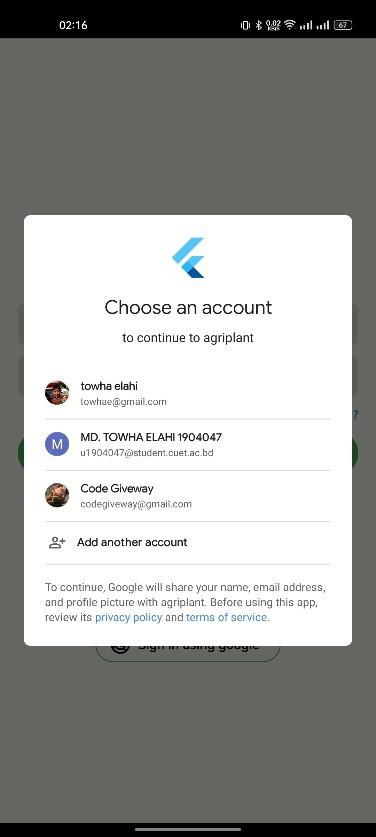 02:16
0.02
KB/S
67
Choose an account
to continue to agriplant
towha elahi
towhae@gmail.com
?
M
MD. TOWHA ELAHI 1904047
u1904047@student.cuet.ac.bd
Code Giveway
codegiveway@gmail.com
Add another account
To continue, Google will share your name, email address,
and profile picture with agriplant. Before using this app,
review its privacy policy and terms of service.
Sign in using google